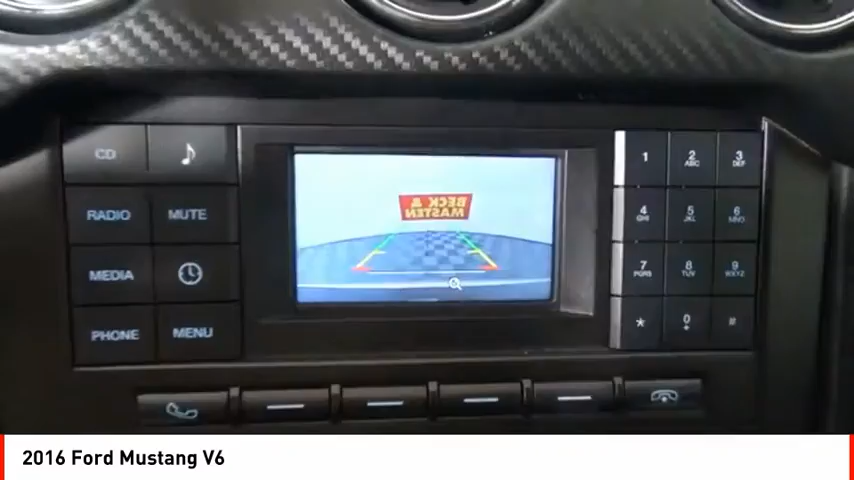 CD
RADIO MUTE
MEDIA
PHONE MENU
BECK &
MASTEN
1 2 ABC 3 DEF
4 GHI 5 JKL 6 MNO
7 PQRS 8 TUV 9 WXYZ
* 0 + #
2016 Ford Mustang V6